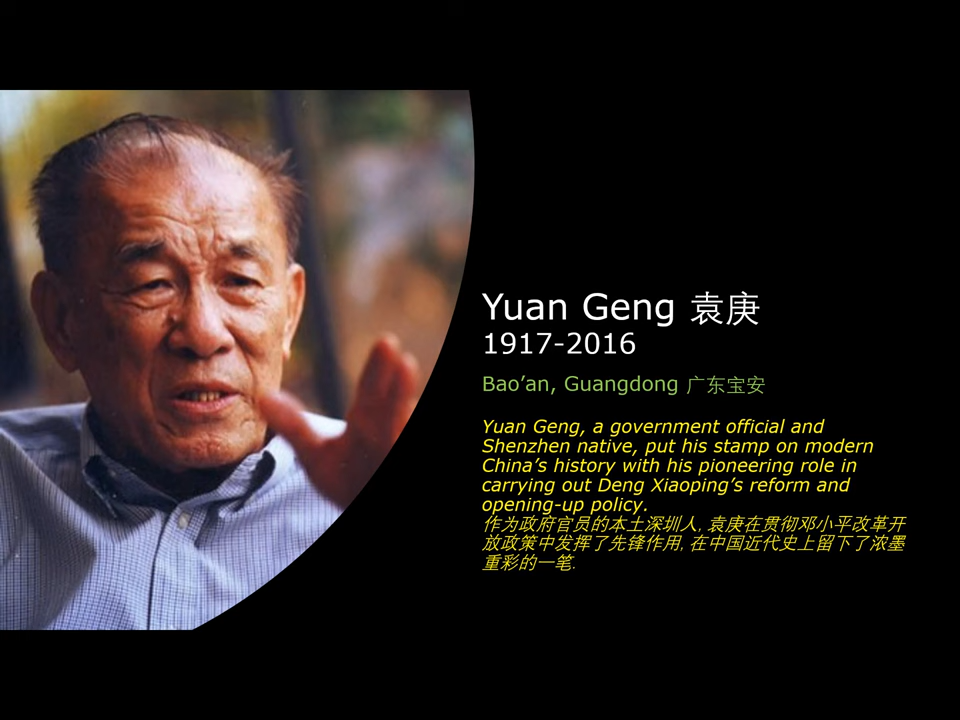 Yuan Geng 袁庚
1917-2016
Bao’an, Guangdong 广东宝安
Yuan Geng, a government official and
Shenzhen native, put his stamp on modern
China’s history with his pioneering role in
carrying out Deng Xiaoping’s reform and
opening-up policy.
作为政府官员的本土深圳人, 袁庚在贯彻邓小平改革开
放政策中发挥了先锋作用, 在中国近代史上留下了浓墨
重彩的一笔.